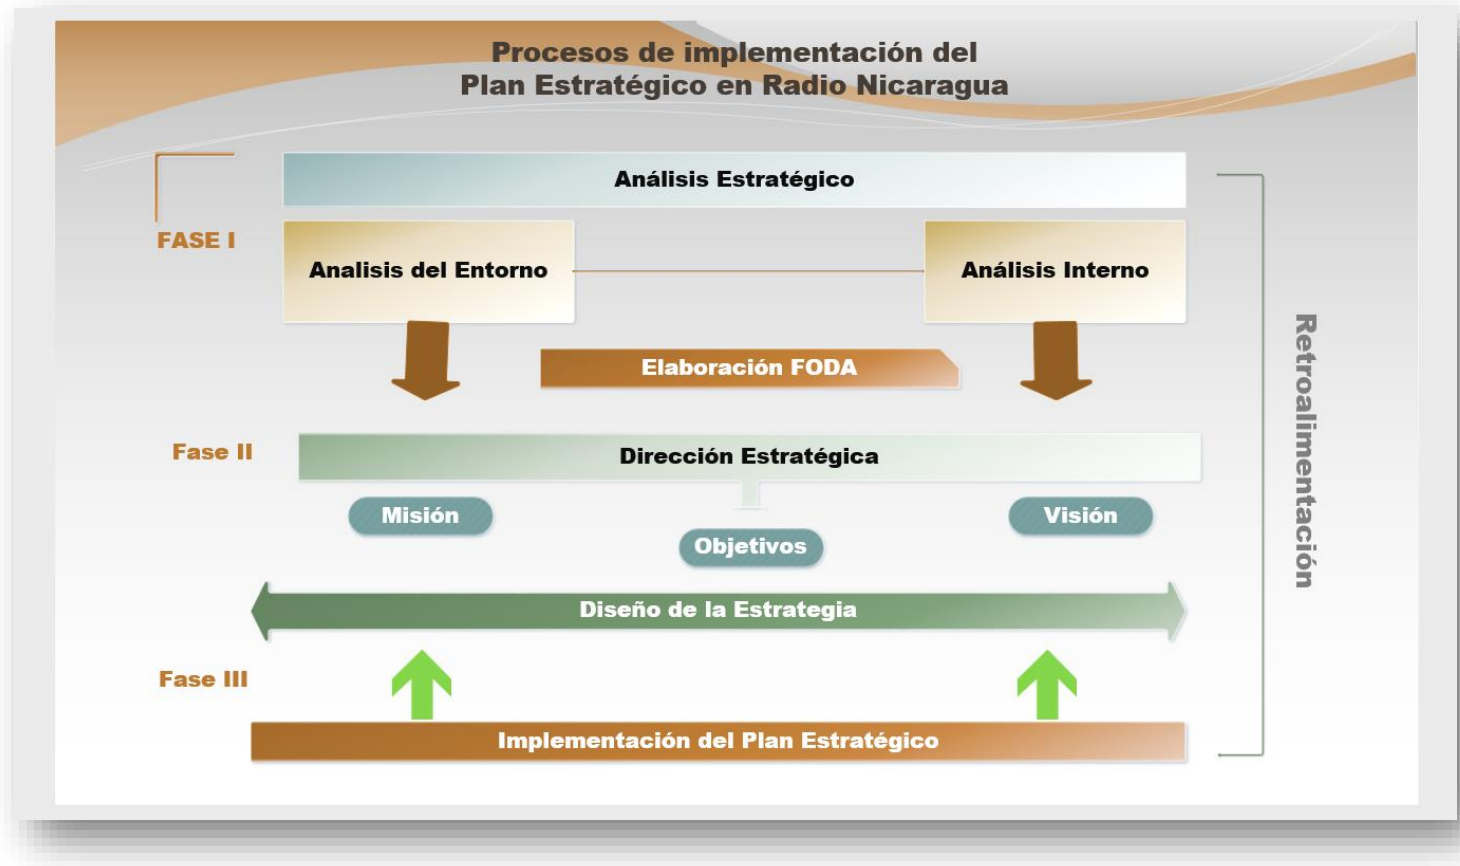 Procesos de implementación del
Plan Estratégico en Radio Nicaragua
Análisis Estratégico
FASE I
Analisis del Entorno
Análisis Interno
Elaboración FODA
Retroalimentación
Fase II
Dirección Estratégica
Misión
Visión
Objetivos
Diseño de la Estrategia
Fase III
Implementación del Plan Estratégico